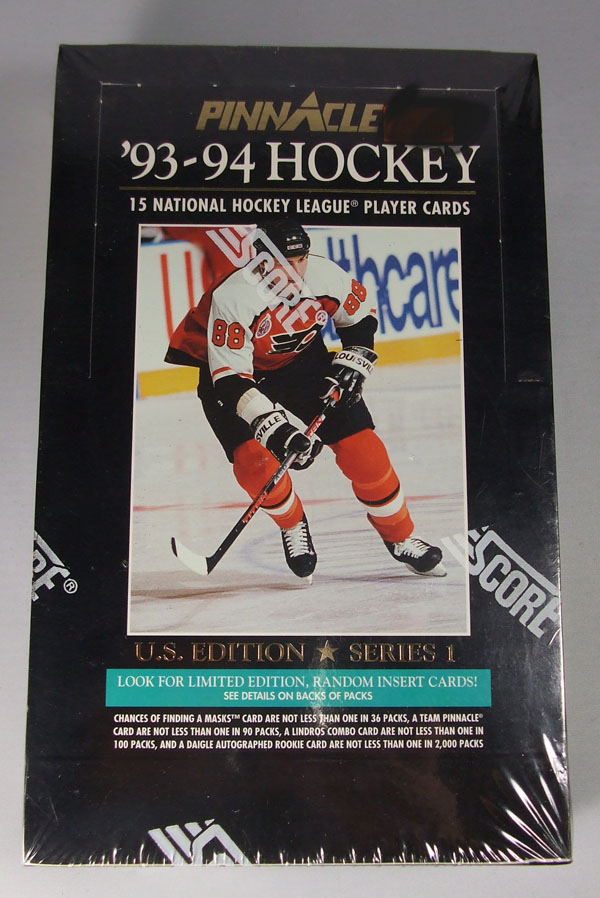 PINNACLE
'93-94 HOCKEY
15 NATIONAL HOCKEY LEAGUE® PLAYER CARDS
SCORE®
thcare
88
88
LOUISVILLE
SVILLE
U.S. EDITION ★ SERIES 1
RE®
SCORE
LOOK FOR LIMITED EDITION, RANDOM INSERT CARDS!
SEE DETAILS ON BACKS OF PACKS
CHANCES OF FINDING A MASKS™ CARD ARE NOT LESS THAN ONE IN 36 PACKS, A TEAM PINNACLE®
CARD ARE NOT LESS THAN ONE IN 90 PACKS, A LINDROS COMBO CARD ARE NOT LESS THAN ONE IN
100 PACKS, AND A DAIGLE AUTOGRAPHED ROOKIE CARD ARE NOT LESS THAN ONE IN 2,000 PACKS